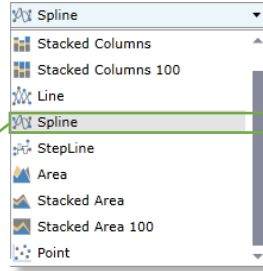 Spline
Stacked Columns
Stacked Columns 100
Line
Spline
StepLine
Area
Stacked Area
Stacked Area 100
Point